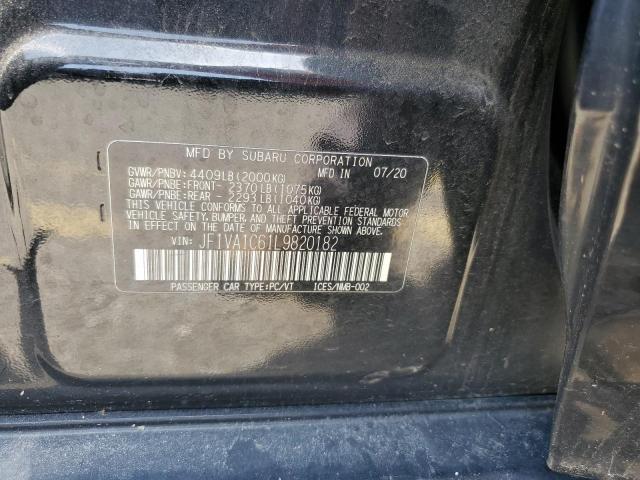 MFD BY SUBARU CORPORATION
GVWR/PNBV: 4409LB(2000KG) MFD IN 07/20
GAWR/PNBE:FRONT- 2370LB(1075KG)
GAWR/PNBE:REAR - 2293LB(1040KG)
THIS VEHICLE CONFORMS TO ALL APPLICABLE FEDERAL MOTOR
VEHICLE SAFETY,BUMPER,AND THEFT PREVENTION STANDARDS
IN EFFECT ON THE DATE OF MANUFACTURE SHOWN ABOVE.
VIN: JF1VA1C61L9820182
PASSENGER CAR TYPE:PC/VT ICES/NMB-002